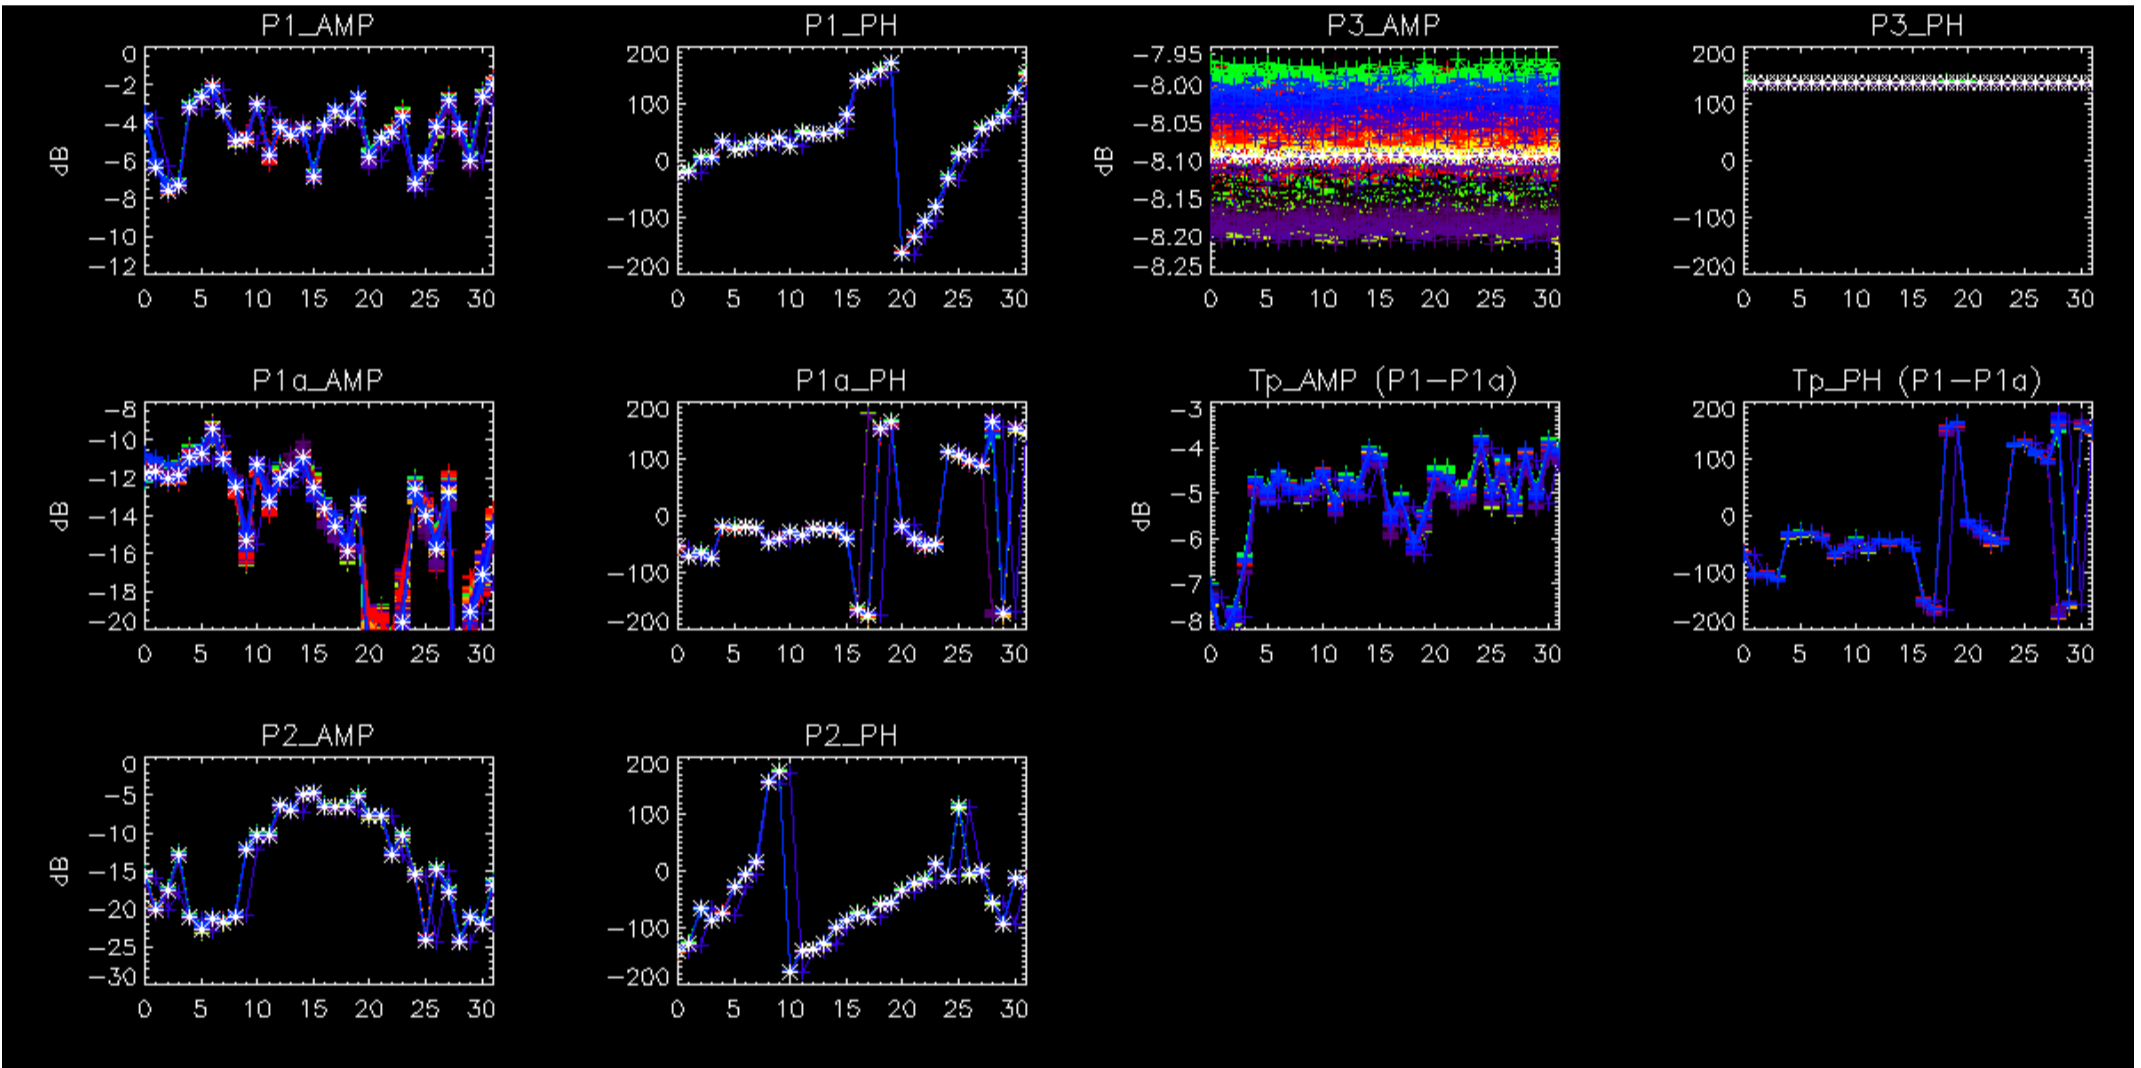 P1_AMP
P1_PH
P3_AMP
P3_PH
0
−2
−4
−6
−8
−10
−12
dB
0 5 10 15 20 25 30
200
100
0
−100
−200
0 5 10 15 20 25 30
−7.95
−8.00
−8.05
−8.10
−8.15
−8.20
−8.25
dB
0 5 10 15 20 25 30
200
100
0
−100
−200
0 5 10 15 20 25 30
P1a_AMP
P1a_PH
Tp_AMP (P1−P1a)
Tp_PH (P1−P1a)
−8
−10
−12
−14
−16
−18
−20
dB
0 5 10 15 20 25 30
200
100
0
−100
−200
0 5 10 15 20 25 30
−3
−4
−5
−6
−7
−8
dB
0 5 10 15 20 25 30
200
100
0
−100
−200
0 5 10 15 20 25 30
P2_AMP
P2_PH
0
−5
−10
−15
−20
−25
−30
dB
0 5 10 15 20 25 30
200
100
0
−100
−200
0 5 10 15 20 25 30